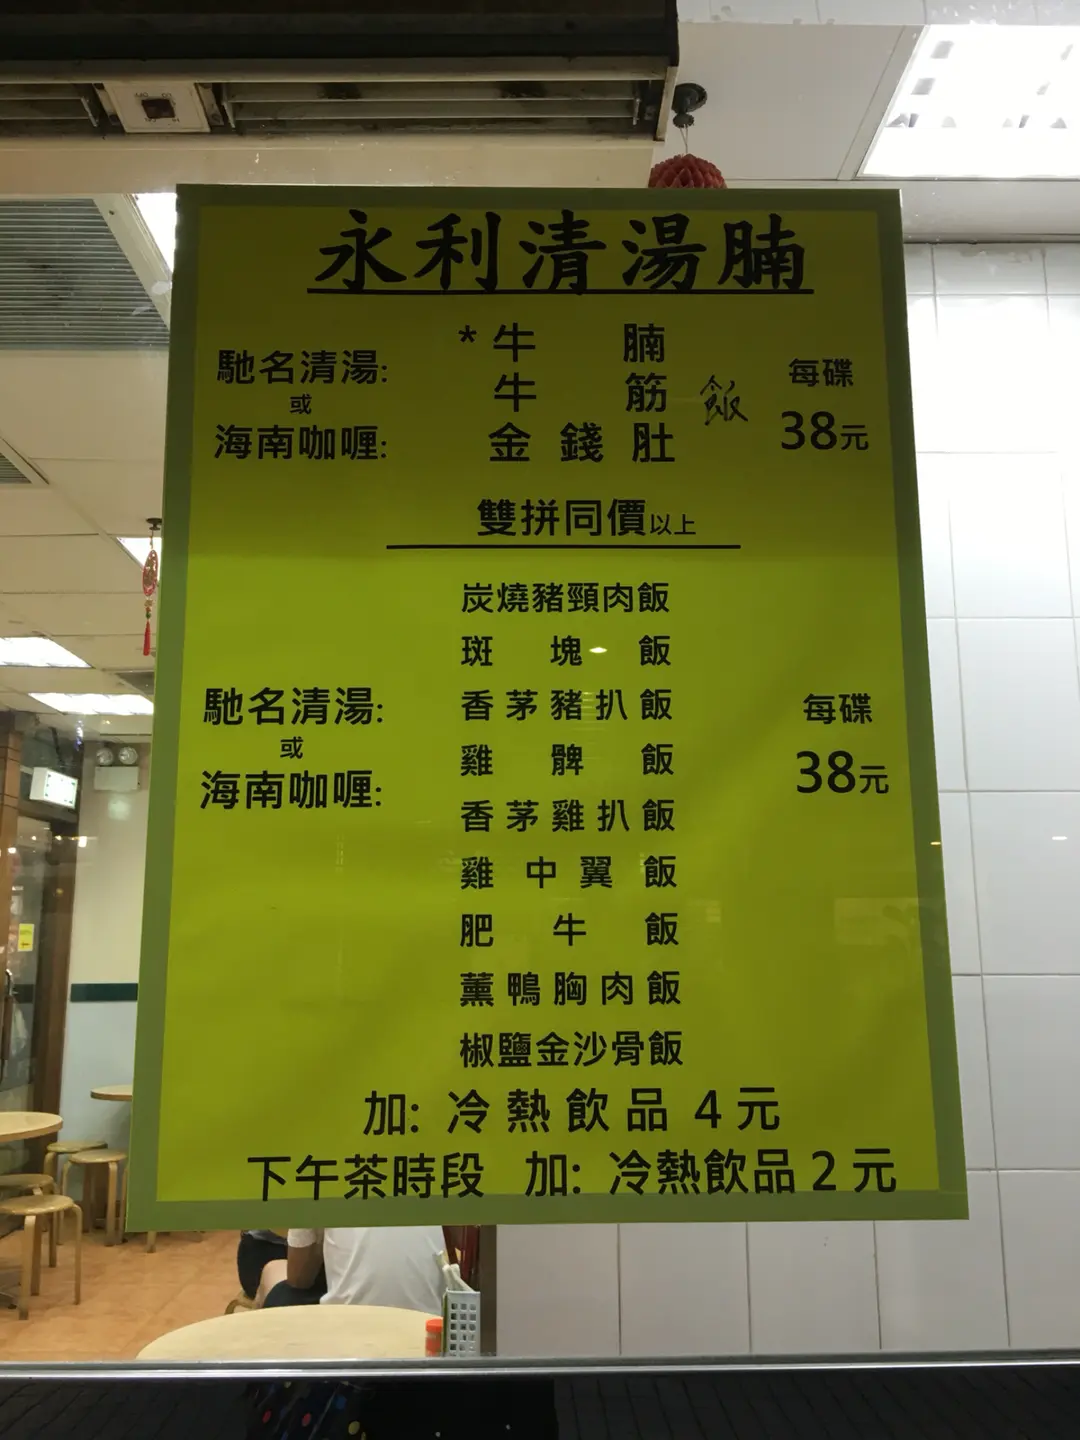 永利清湯腩
馳名清湯:
或
海南咖喱:
*牛腩
牛筋
金錢肚
飯
每碟
38元
雙拼同價以上
馳名清湯:
或
海南咖喱:
炭燒豬頸肉飯
斑塊飯
香茅豬扒飯
雞髀飯
香茅雞扒飯
雞中翼飯
肥牛飯
薰鴨胸肉飯
椒鹽金沙骨飯
每碟
38元
加: 冷熱飲品 4元
下午茶時段 加: 冷熱飲品2元